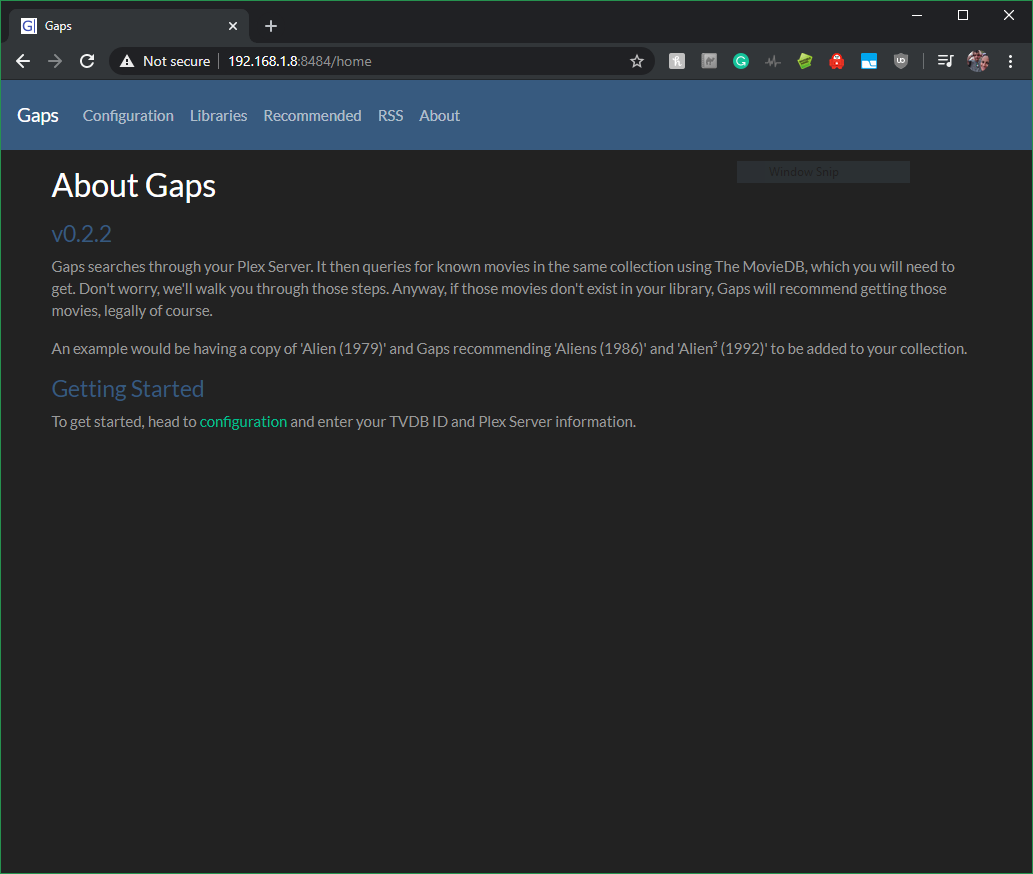 Gaps
Not secure 192.168.1.8:8484/home
Gaps Configuration Libraries Recommended RSS About
Window Snip
About Gaps
v0.2.2
Gaps searches through your Plex Server. It then queries for known movies in the same collection using The MovieDB, which you will need to
get. Don't worry, we'll walk you through those steps. Anyway, if those movies don't exist in your library, Gaps will recommend getting those
movies, legally of course.
An example would be having a copy of 'Alien (1979)' and Gaps recommending 'Aliens (1986)' and 'Alien³ (1992)' to be added to your collection.
Getting Started
To get started, head to configuration and enter your TVDB ID and Plex Server information.